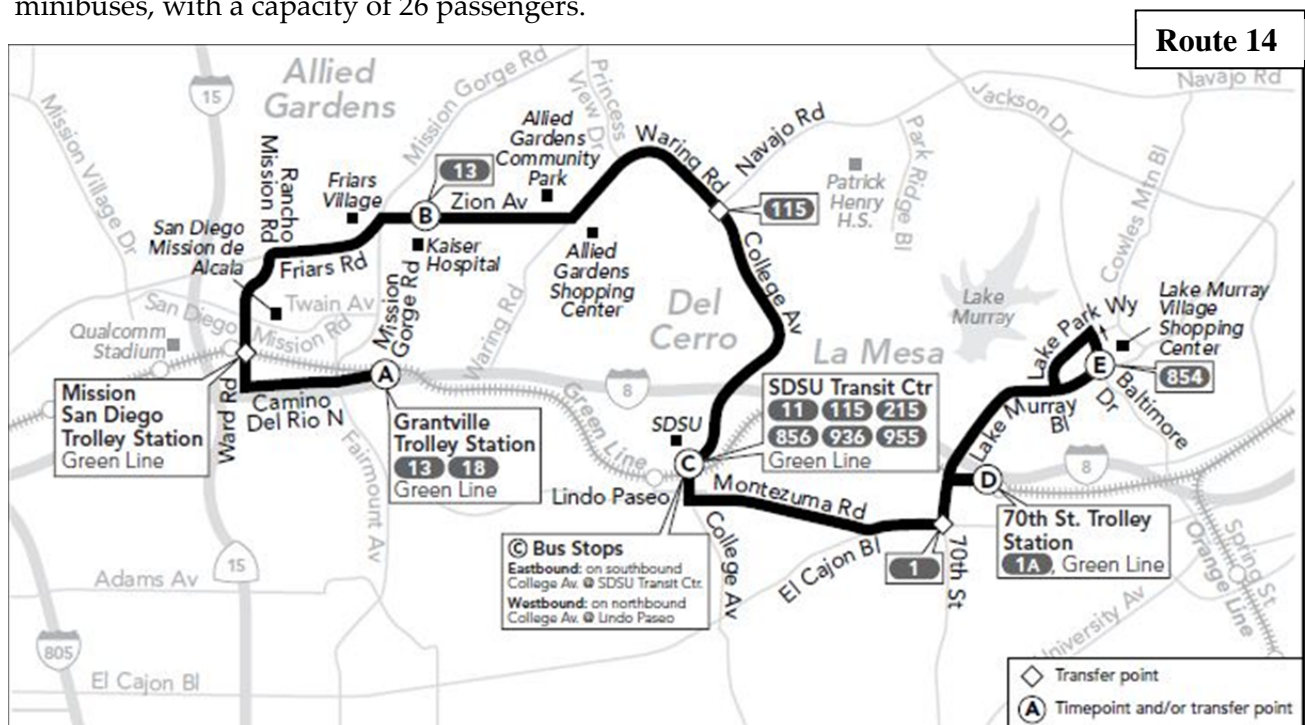 minibuses, with a capacity of 26 passengers.
Route 14
Allied
Gardens
15
Mission Gorge Rd
Princess
View Dr
Navajo Rd
Jackson Dr
Mission Village Dr
Rancho
Mission Rd
Friars
Village
13
B
Zion Av
Allied
Gardens
Community
Park
Waring Rd
Navajo Rd
Patrick
Henry
H.S.
Park Ridge Bl
Cowles Mtn Bl
115
San Diego
Mission de
Alcala
Friars Rd
Kaiser
Hospital
Allied
Gardens
Shopping
Center
College Av
Del
Cerro
Lake
Murray
Lake Park Wy
Lake Murray
Village
Shopping
Center
854
E
Twain Av
San Diego Mission Rd
Mission
Gorge Rd
Waring Rd
Qualcomm
Stadium
La Mesa
Lake Murray
Bl
Baltimore
Dr
A
8
Mission
San Diego
Trolley Station
Green Line
Ward Rd
Camino
Del Rio N
Grantville
Trolley Station
13 18
Green Line
Fairmount Av
Green Line
SDSU
C
SDSU Transit Ctr
11 115 215
856 936 955
Green Line
Lindo Paseo
Montezuma Rd
D
8
70th St. Trolley
Station
1A, Green Line
C Bus Stops
Eastbound: on southbound
College Av. @ SDSU Transit Ctr.
Westbound: on northbound
College Av. @ Lindo Paseo
College Av
El Cajon Bl
1
70th St
Spring St
Orange Line
University Av
15
Adams Av
805
El Cajon Bl
Transfer point
A Timepoint and/or transfer point